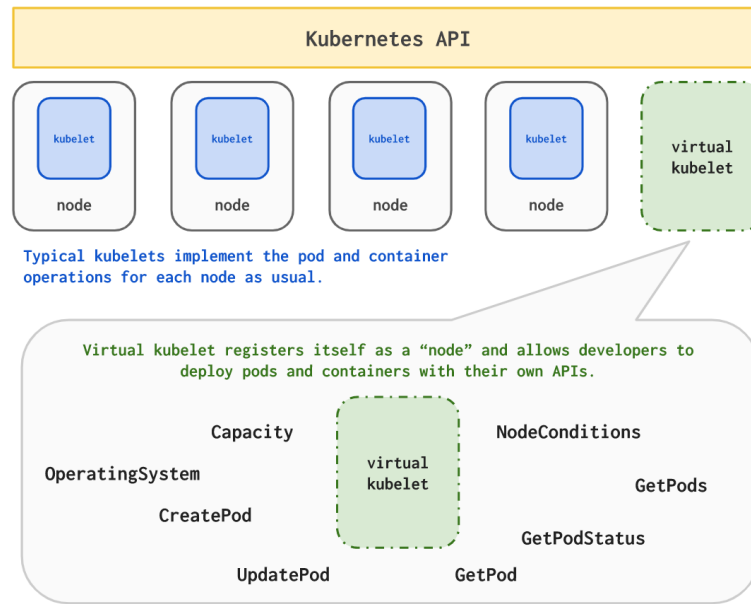 Kubernetes API
kubelet
kubelet
kubelet
kubelet
virtual
kubelet
node
node
node
node
Typical kubelets implement the pod and container
operations for each node as usual.
Virtual kubelet registers itself as a “node” and allows developers to
deploy pods and containers with their own APIs.
Capacity
NodeConditions
virtual
kubelet
OperatingSystem
GetPods
CreatePod
GetPodStatus
UpdatePod
GetPod